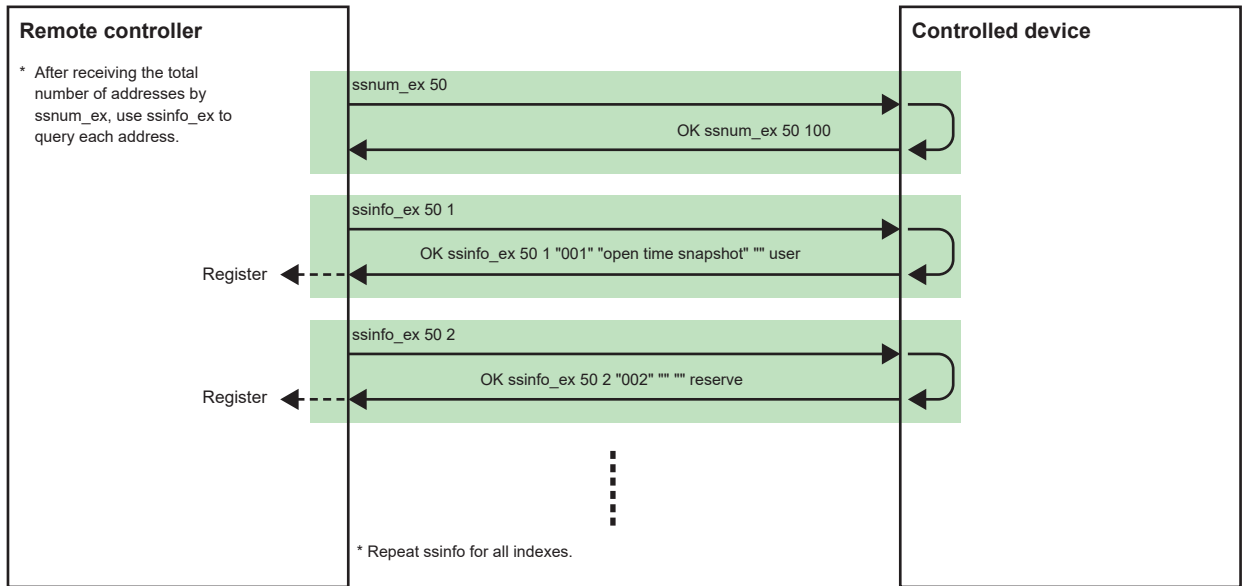 Remote controller
* After receiving the total
number of addresses by
ssnum_ex, use ssinfo_ex to
query each address.
Controlled device
ssnum_ex 50
OK ssnum_ex 50 100
ssinfo_ex 50 1
OK ssinfo_ex 50 1 "001" "open time snapshot" "" user
Register
ssinfo_ex 50 2
OK ssinfo_ex 50 2 "002" "" "" reserve
Register
* Repeat ssinfo for all indexes.